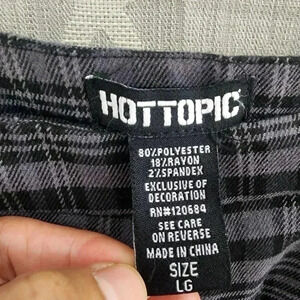 HOTTOPIC
80%POLYESTER
18%RAYON
2%SPANDEX
EXCLUSIVE OF
DECORATION
RN#120684
SEE CARE
ON REVERSE
MADE IN CHINA
SIZE
LG